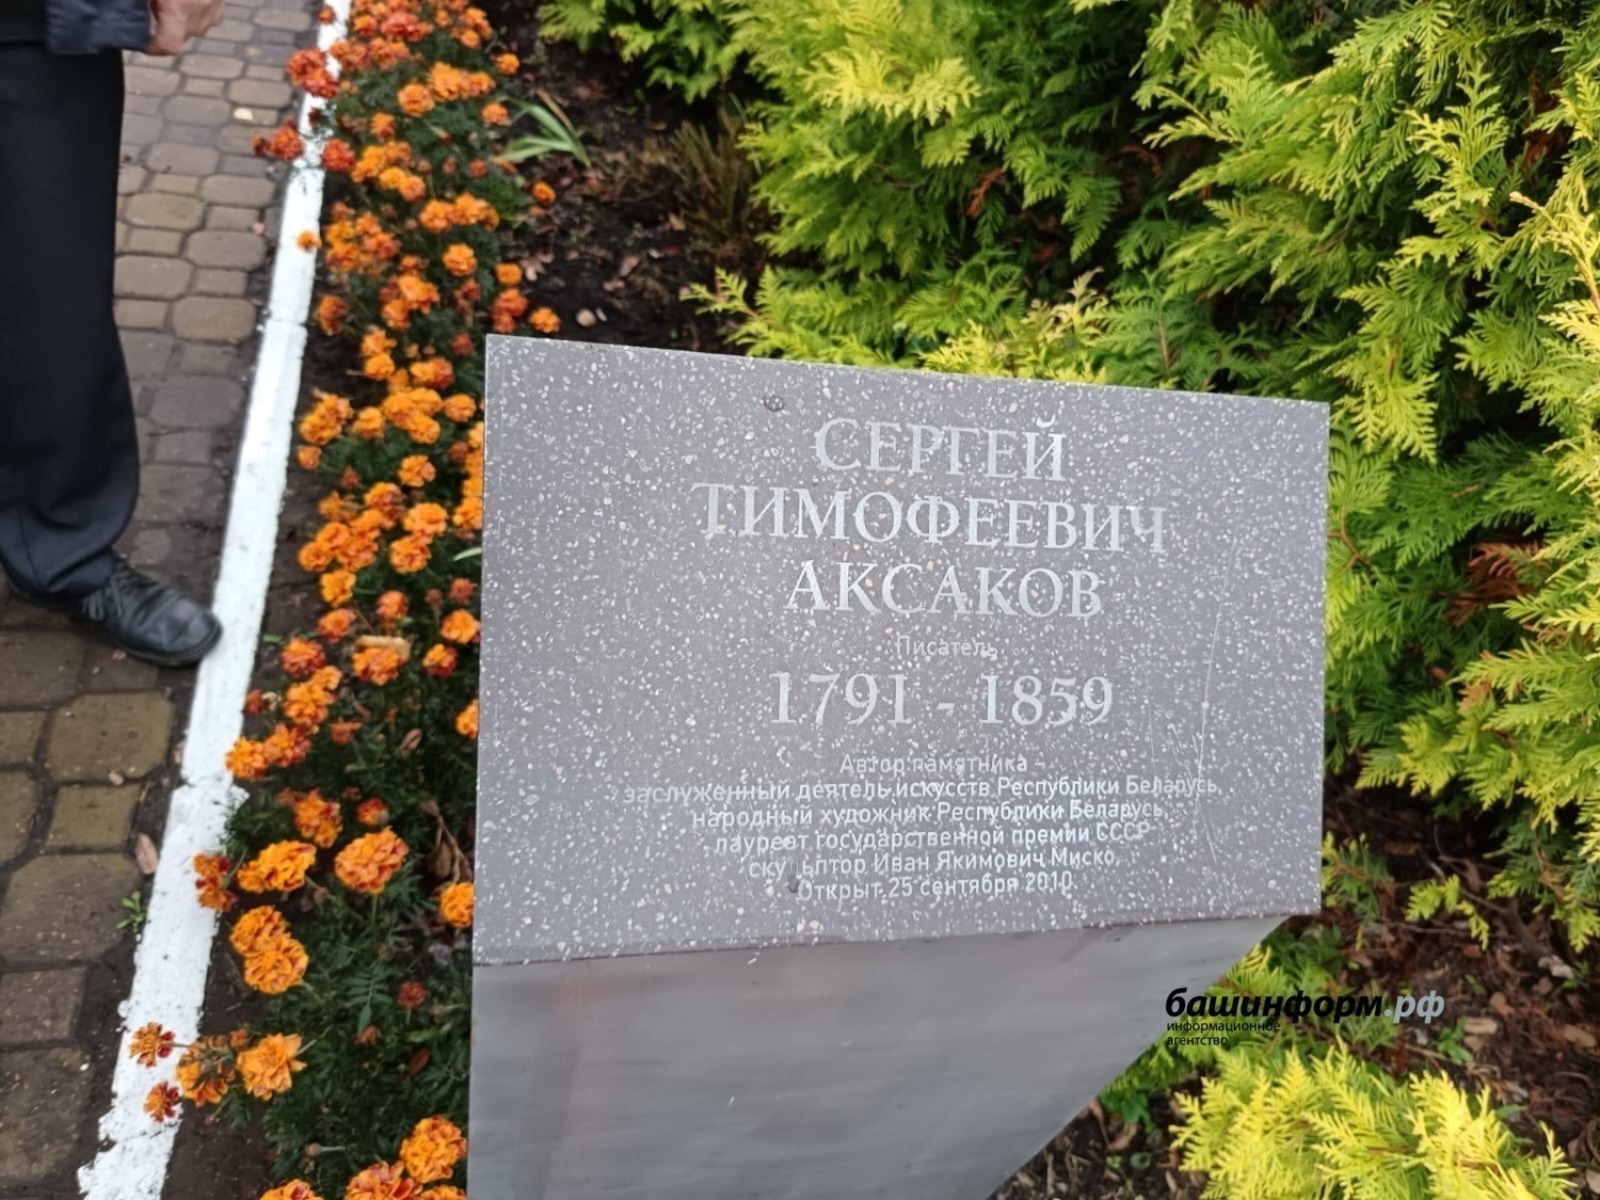 СЕРГЕЙ
ТИМОФЕЕВИЧ
АКСАКОВ
Писатель
1791 - 1859
Автор памятника -
заслуженный деятель искусств Республики Беларусь,
народный художник Республики Беларусь,
лауреат государственной премии СССР
скульптор Иван Якимович Миско.
Открыт 25 сентября 2010
башинформ.рф
информационное
агентство